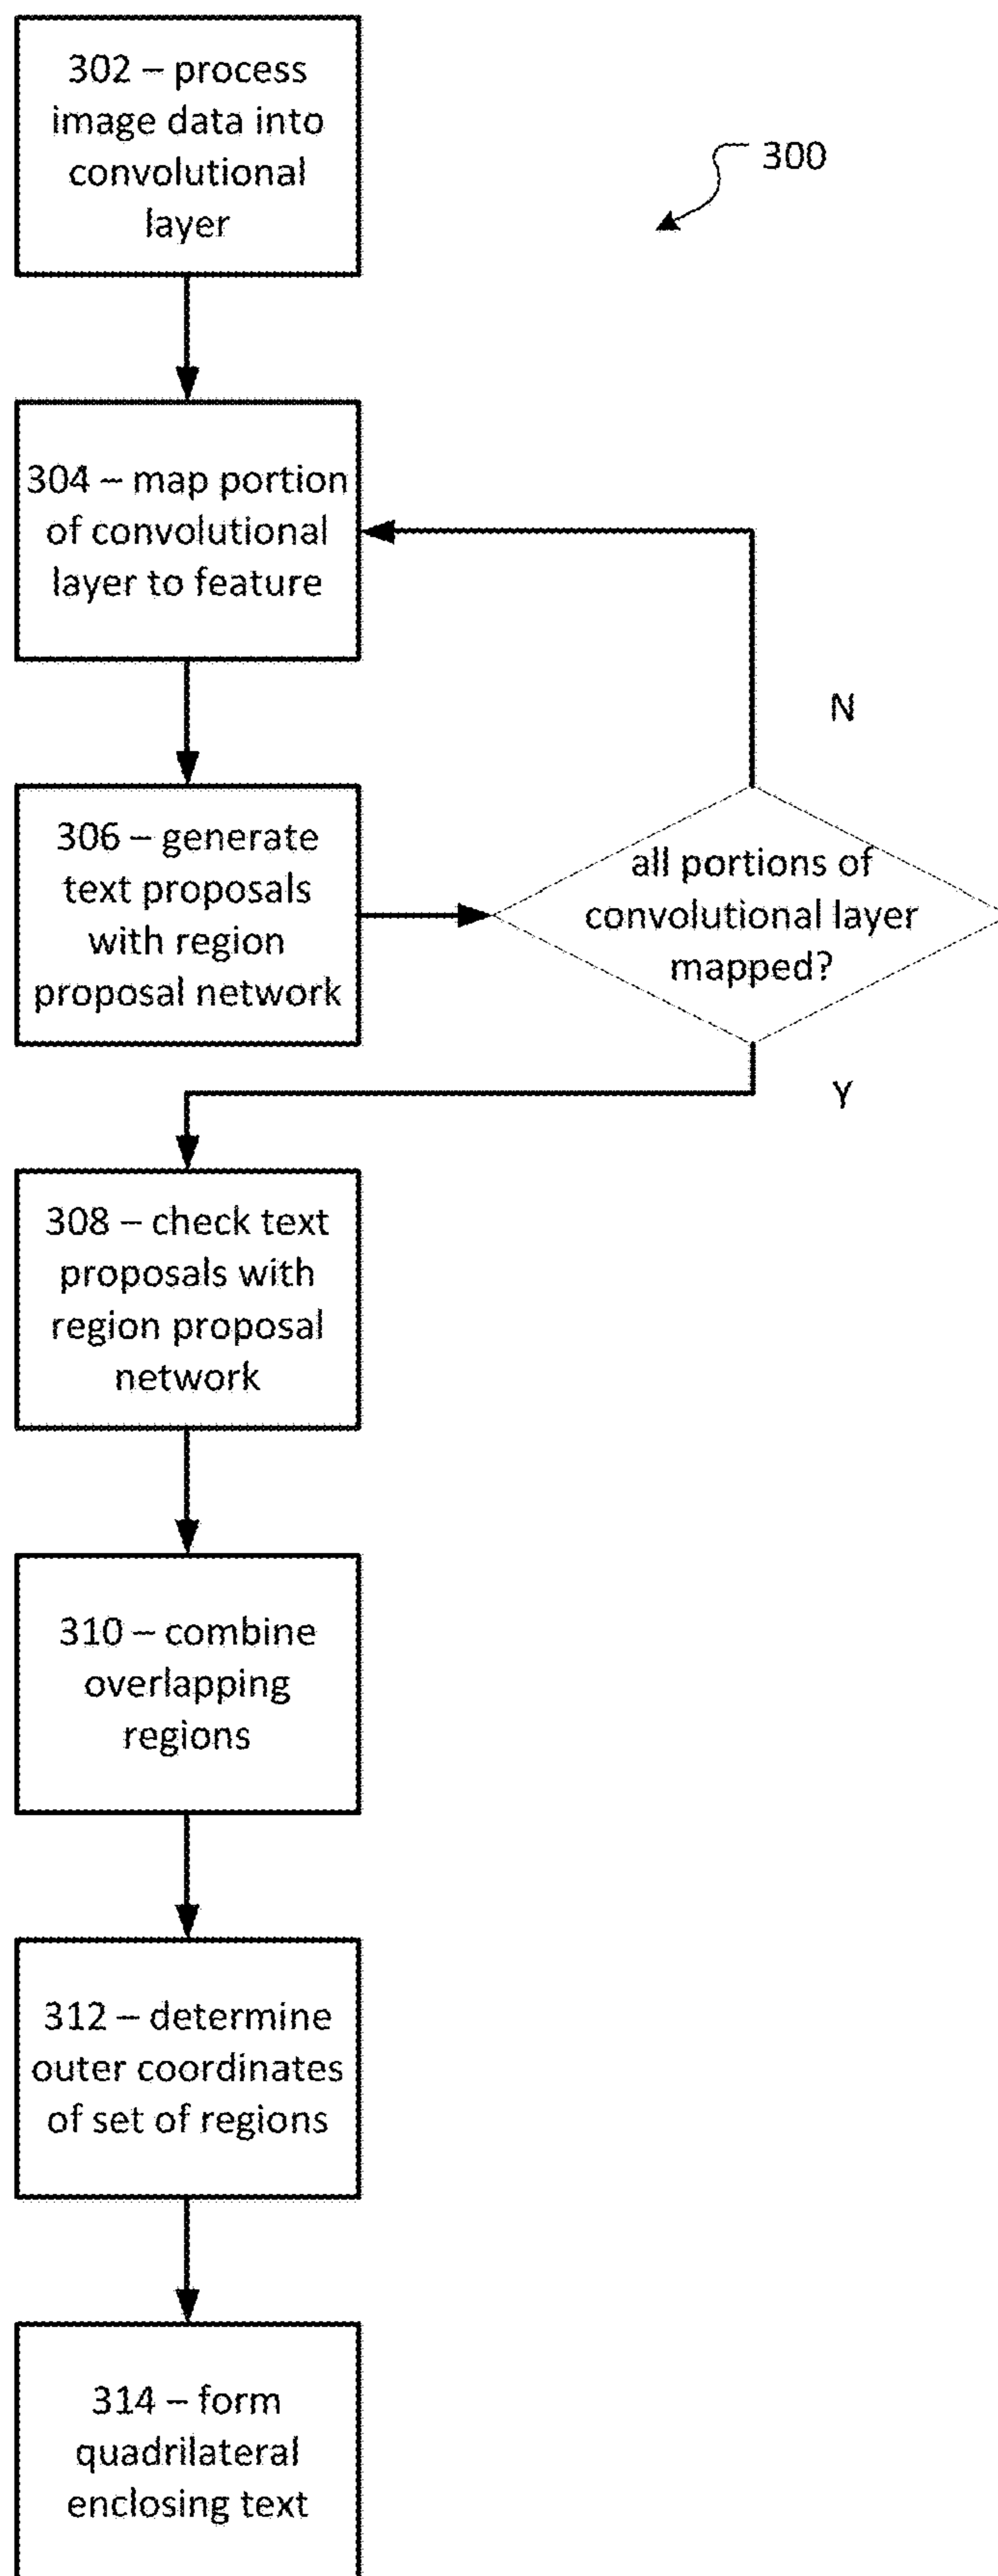 302 – process
image data into
convolutional
layer
300
304 – map portion
of convolutional
layer to feature
N
306 – generate
text proposals
with region
proposal network
all portions of
convolutional layer
mapped?
Y
308 – check text
proposals with
region proposal
network
310 – combine
overlapping
regions
312 – determine
outer coordinates
of set of regions
314 – form
quadrilateral
enclosing text